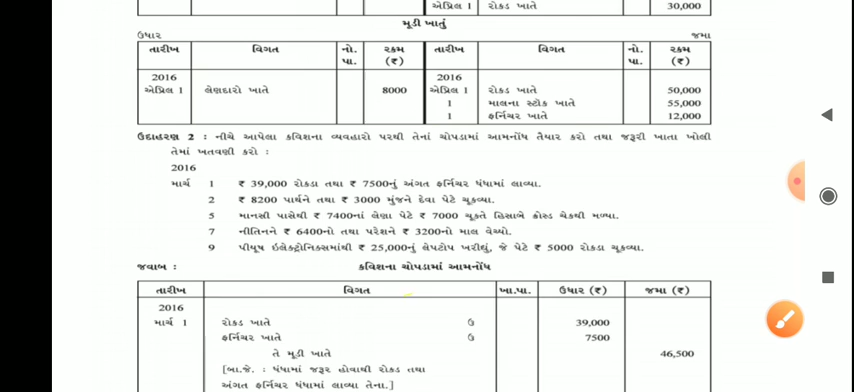 એપ્રિલ 1 રોકડ ખાતે 30,000
મૂડી ખાતું
ઉધાર જમા
તારીખ વિગત નો. પા. રકમ (₹) તારીખ વિગત નો. પા. રકમ (₹)
2016 2016
એપ્રિલ 1 લેણદારો ખાતે 8000 એપ્રિલ 1 રોકડ ખાતે 50,000
1 માલના સ્ટોક ખાતે 55,000
1 ફર્નિચર ખાતે 12,000
ઉદાહરણ 2 : નીચે આપેલા કવિશના વ્યવહારો પરથી તેનાં ચોપડામાં આમનોંધ તૈયાર કરો તથા જરૂરી ખાતા ખોલી
તેમાં ખતવણી કરો :
2016
માર્ચ 1 ₹ 39,000 રોકડા તથા ₹ 7500નું અંગત ફર્નિચર ધંધામાં લાવ્યા.
2 ₹ 8200 પાર્થને તથા ₹ 3000 મુંજને દેવા પેટે ચૂકવ્યા.
5 માનસી પાસેથી ₹ 7400નાં લેણા પેટે ₹ 7000 ચૂકતે હિસાબે ક્રોસ્ડ ચેકથી મળ્યા.
7 નીતિનને ₹ 6400નો તથા પરેશને ₹ 3200નો માલ વેચ્યો.
9 પીયૂષ ઇલેક્ટ્રોનિક્સમાંથી ₹ 25,000નું લેપટોપ ખરીદ્યું, જે પેટે ₹ 5000 રોકડા ચૂકવ્યા.
જવાબ : કવિશના ચોપડામાં આમનોંધ
તારીખ વિગત ખા.પા. ઉધાર (₹) જમા (₹)
2016
માર્ચ 1 રોકડ ખાતે ઉ 39,000
ફર્નિચર ખાતે ઉ 7500
તે મૂડી ખાતે 46,500
[બા.જે. : ધંધામાં જરૂર હોવાથી રોકડ તથા
અંગત ફર્નિચર ધંધામાં લાવ્યા તેના.]